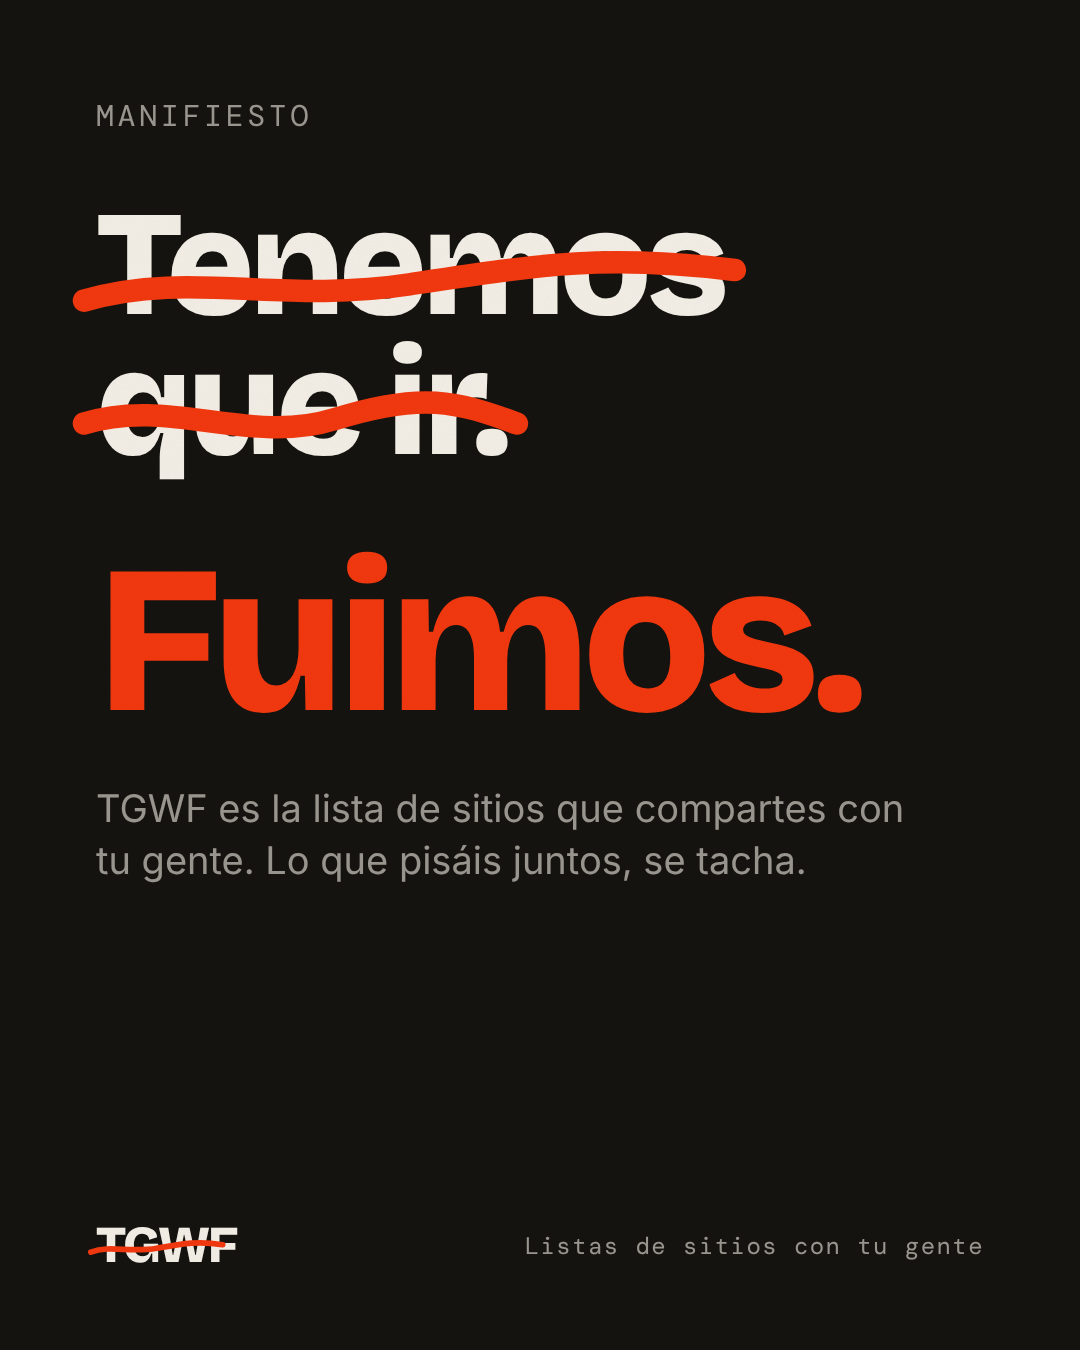 MANIFIESTO
Tenemos
que ir.
Fuimos.
TGWF es la lista de sitios que compartes con
tu gente. Lo que pisáis juntos, se tacha.
TGWF
Listas de sitios con tu gente